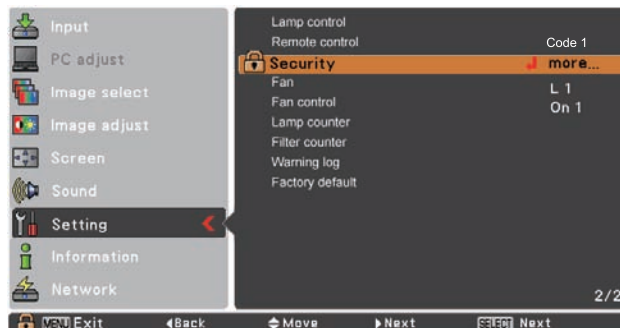 Input
PC adjust
Image select
Image adjust
Screen
Sound
Setting
Information
Network
Lamp control
Remote control Code 1
Security more...
Fan L 1
Fan control On 1
Lamp counter
Filter counter
Warning log
Factory default
2/2
MENU Exit Back Move Next SELECT Next